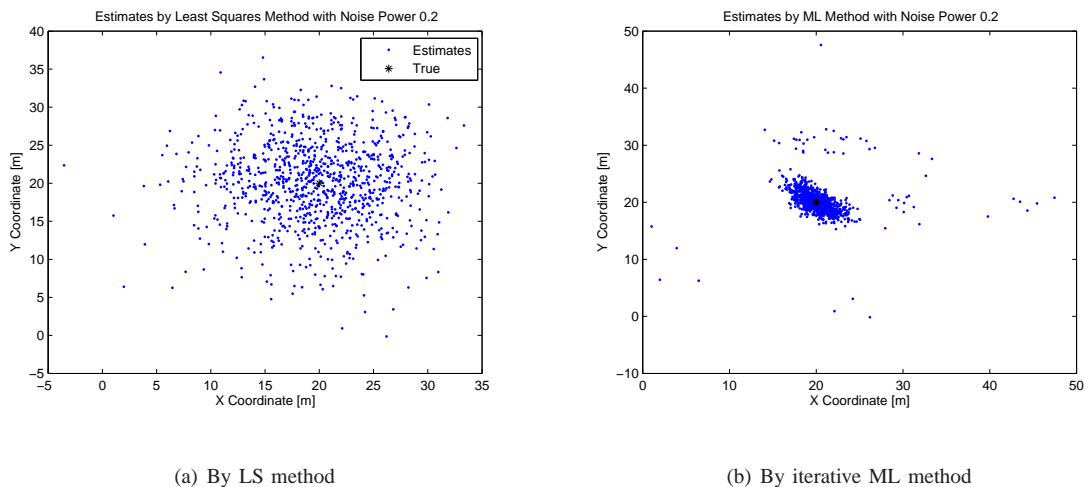 Estimates by Least Squares Method with Noise Power 0.2
40
35
30
25
20
15
10
5
0
−5
Y Coordinate [m]
Estimates
True
−5 0 5 10 15 20 25 30 35
X Coordinate [m]
(a) By LS method
Estimates by ML Method with Noise Power 0.2
50
40
30
20
10
0
−10
Y Coordinate [m]
0 10 20 30 40 50
X Coordinate [m]
(b) By iterative ML method